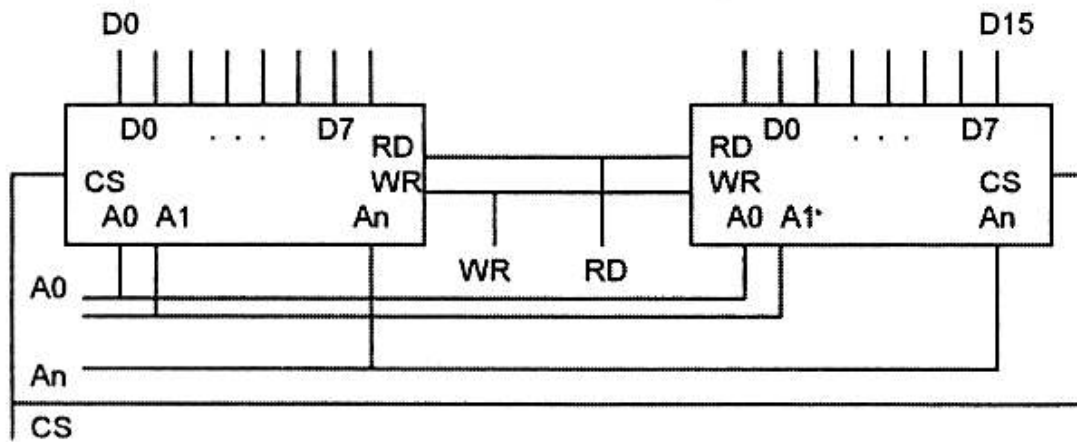 D0 D15
D0 . . . D7 D0 . . . D7
RD RD
WR WR
CS CS
A0 A1 An A0 A1 An
WR RD
A0
An
CS